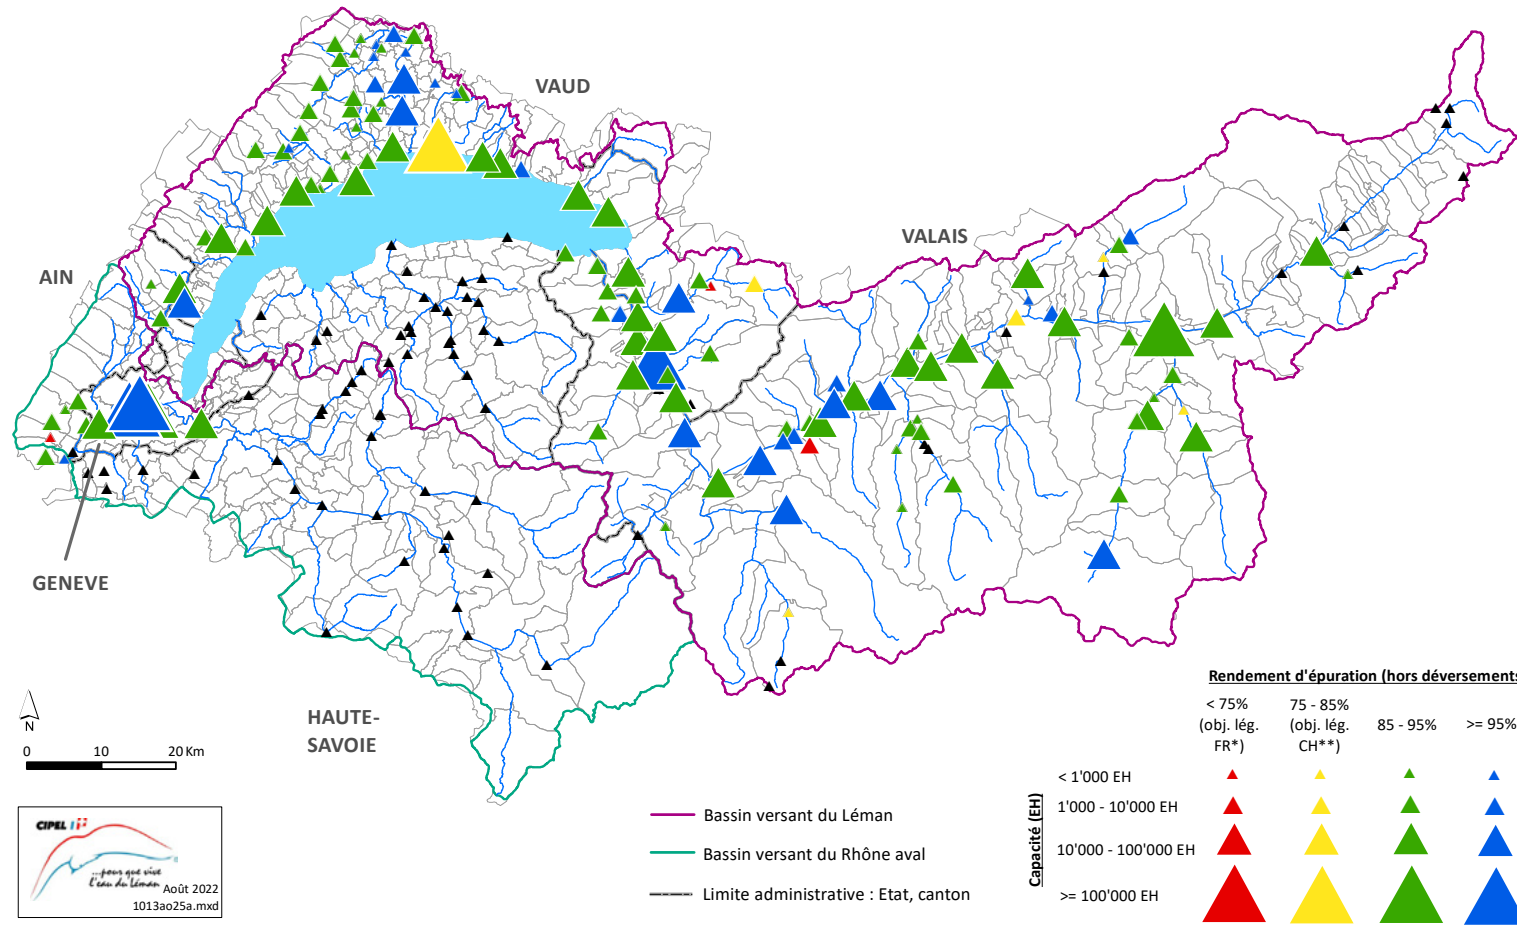 VAUD
VALAIS
AIN
GENEVE
HAUTE-
SAVOIE
N
0 10 20 Km
CIPEL
...pour que vive
l'eau du Léman
Août 2022
1013ao25a.mxd
Bassin versant du Léman
Bassin versant du Rhône aval
Limite administrative : Etat, canton
Rendement d'épuration (hors déversements
< 75%
(obj. lég.
FR*)
75 - 85%
(obj. lég.
CH**)
85 - 95%
>= 95%
Capacité (EH)
< 1'000 EH
1'000 - 10'000 EH
10'000 - 100'000 EH
>= 100'000 EH